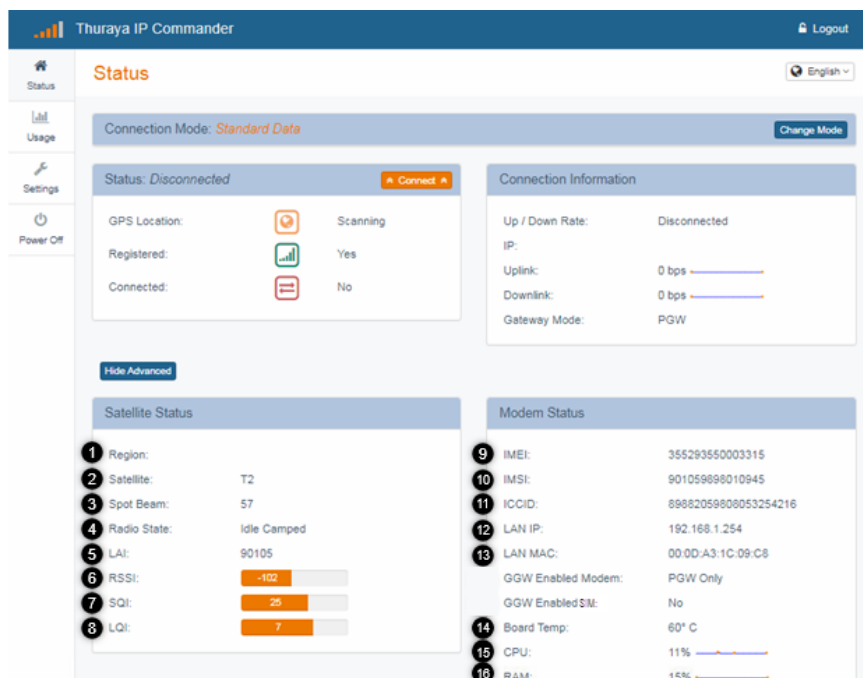 Thuraya IP Commander
Logout
Status
Status
English
Usage
Connection Mode: Standard Data
Change Mode
Settings
Power Off
Status: Disconnected
Connect
GPS Location: Scanning
Registered: Yes
Connected: No
Connection Information
Up / Down Rate: Disconnected
IP:
Uplink: 0 bps
Downlink: 0 bps
Gateway Mode: PGW
Hide Advanced
Satellite Status
1 Region:
2 Satellite: T2
3 Spot Beam: 57
4 Radio State: Idle Camped
5 LAI: 90105
6 RSSI: -102
7 SQI: 25
8 LQI: 7
Modem Status
9 IMEI: 355293550003315
10 IMSI: 901059898010945
11 ICCID: 89882059808053254216
12 LAN IP: 192.168.1.254
13 LAN MAC: 00:0D:A3:1C:09:C8
GGW Enabled Modem: PGW Only
GGW Enabled SIM: No
14 Board Temp: 60° C
15 CPU: 11%
16 RAM: 15%